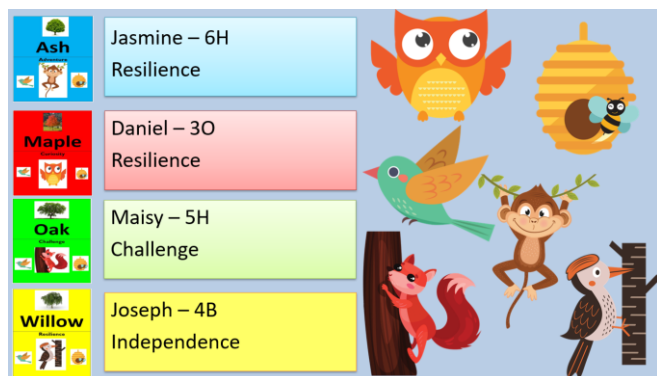 Ash
Adventure
Jasmine – 6H
Resilience
Maple
Curiosity
Daniel – 3O
Resilience
Oak
Challenge
Maisy – 5H
Challenge
Willow
Resilience
Joseph – 4B
Independence